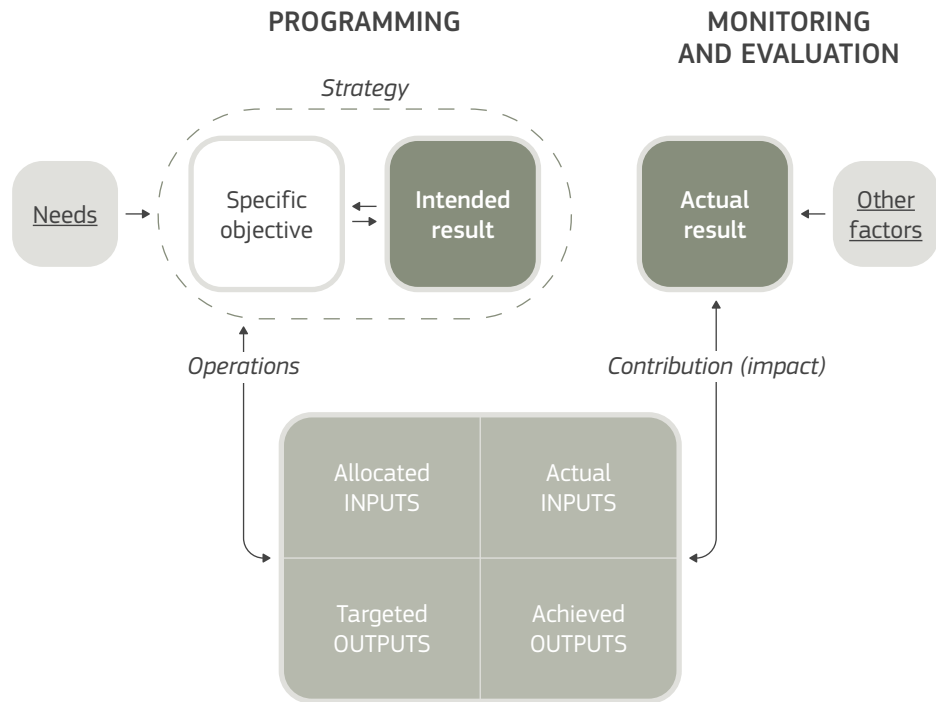 PROGRAMMING
MONITORING
AND EVALUATION
Strategy
Needs
Specific
objective
Intended
result
Actual
result
Other
factors
Operations
Contribution (impact)
Allocated
INPUTS
Actual
INPUTS
Targeted
OUTPUTS
Achieved
OUTPUTS